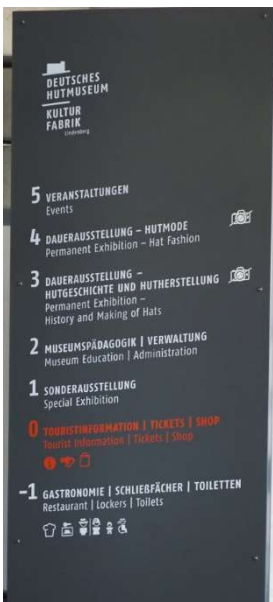 DEUTSCHES
HUTMUSEUM
KULTUR
FABRIK
Lindenberg
5 VERANSTALTUNGEN
Events
4 DAUERAUSSTELLUNG – HUTMODE
Permanent Exhibition – Hat Fashion
3 DAUERAUSSTELLUNG –
HUTGESCHICHTE UND HUTHERSTELLUNG
Permanent Exhibition –
History and Making of Hats
2 MUSEUMSPÄDAGOGIK | VERWALTUNG
Museum Education | Administration
1 SONDERAUSSTELLUNG
Special Exhibition
0 TOURISTINFORMATION | TICKETS | SHOP
Tourist Information | Tickets | Shop
-1 GASTRONOMIE | SCHLIEßFÄCHER | TOILETTEN
Restaurant | Lockers | Toilets